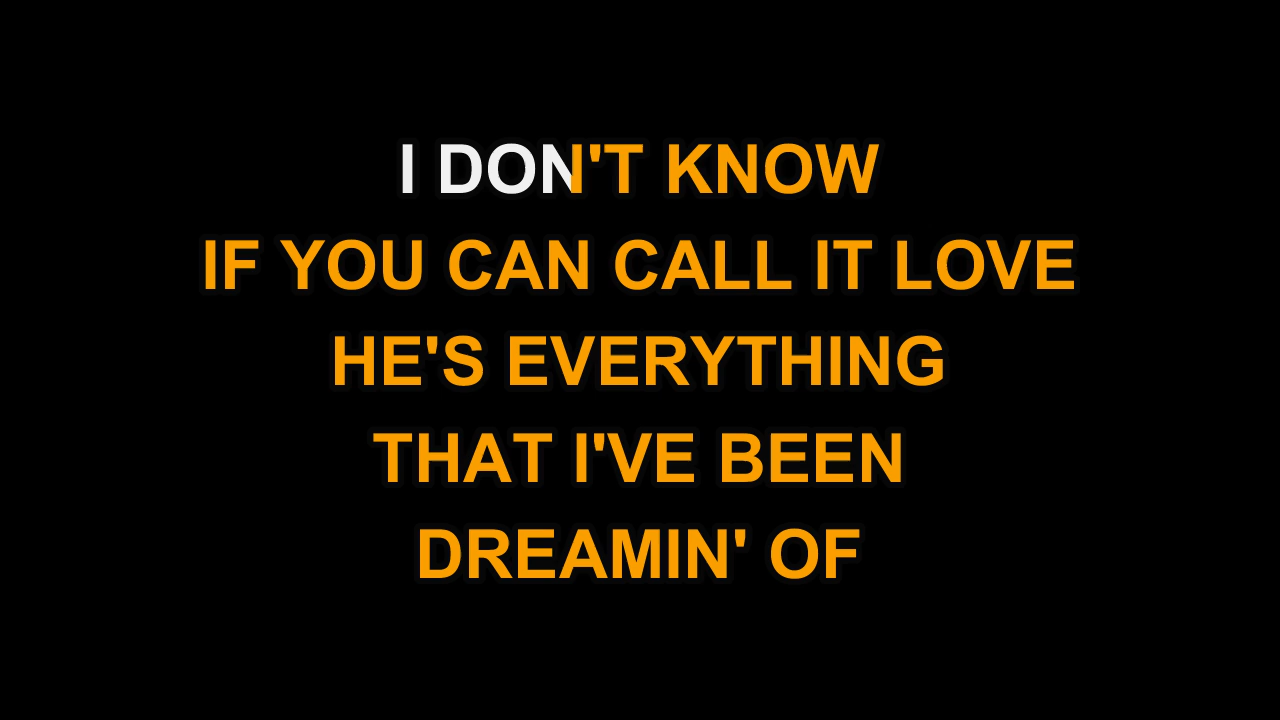 I DON'T KNOW
IF YOU CAN CALL IT LOVE
HE'S EVERYTHING
THAT I'VE BEEN
DREAMIN' OF